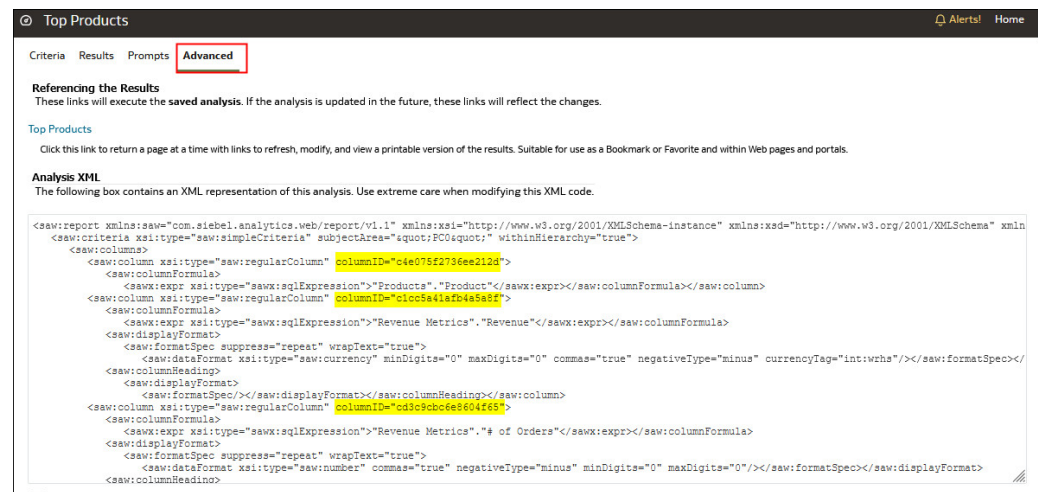 Top Products
Alerts! Home
Criteria Results Prompts Advanced
Referencing the Results
These links will execute the saved analysis. If the analysis is updated in the future, these links will reflect the changes.
Top Products
Click this link to return a page at a time with links to refresh, modify, and view a printable version of the results. Suitable for use as a Bookmark or Favorite and within Web pages and portals.
Analysis XML
The following box contains an XML representation of this analysis. Use extreme care when modifying this XML code.
<saw:report xmlns:saw="com.siebel.analytics.web/report/v1.1" xmlns:xsi="http://www.w3.org/2001/XMLSchema-instance" xmlns:xsd="http://www.w3.org/2001/XMLSchema" xmln
<saw:criteria xsi:type="saw:simpleCriteria" subjectArea="&quot;PC0&quot;" withinHierarchy="true">
<saw:columns>
<saw:column xsi:type="saw:regularColumn" columnID="c4e075f2736ee212d">
<saw:columnFormula>
<sawx:expr xsi:type="sawx:sqlExpression">"Products"."Product"</sawx:expr></saw:columnFormula></saw:column>
<saw:column xsi:type="saw:regularColumn" columnID="c1cc5a41afb4a5a8f">
<saw:columnFormula>
<sawx:expr xsi:type="sawx:sqlExpression">"Revenue Metrics"."Revenue"</sawx:expr></saw:columnFormula>
<saw:displayFormat>
<saw:formatSpec suppress="repeat" wrapText="true">
<saw:dataFormat xsi:type="saw:currency" minDigits="0" maxDigits="0" commas="true" negativeType="minus" currencyTag="int:wrhs"/></saw:formatSpec></
<saw:columnHeading>
<saw:displayFormat>
<saw:formatSpec/></saw:displayFormat></saw:columnHeading></saw:column>
<saw:column xsi:type="saw:regularColumn" columnID="cd3c9cbc6e8604f65">
<saw:columnFormula>
<sawx:expr xsi:type="sawx:sqlExpression">"Revenue Metrics"."# of Orders"</sawx:expr></saw:columnFormula>
<saw:displayFormat>
<saw:formatSpec suppress="repeat" wrapText="true">
<saw:dataFormat xsi:type="saw:number" commas="true" negativeType="minus" minDigits="0" maxDigits="0"/></saw:formatSpec></saw:displayFormat>
<saw:columnHeading>